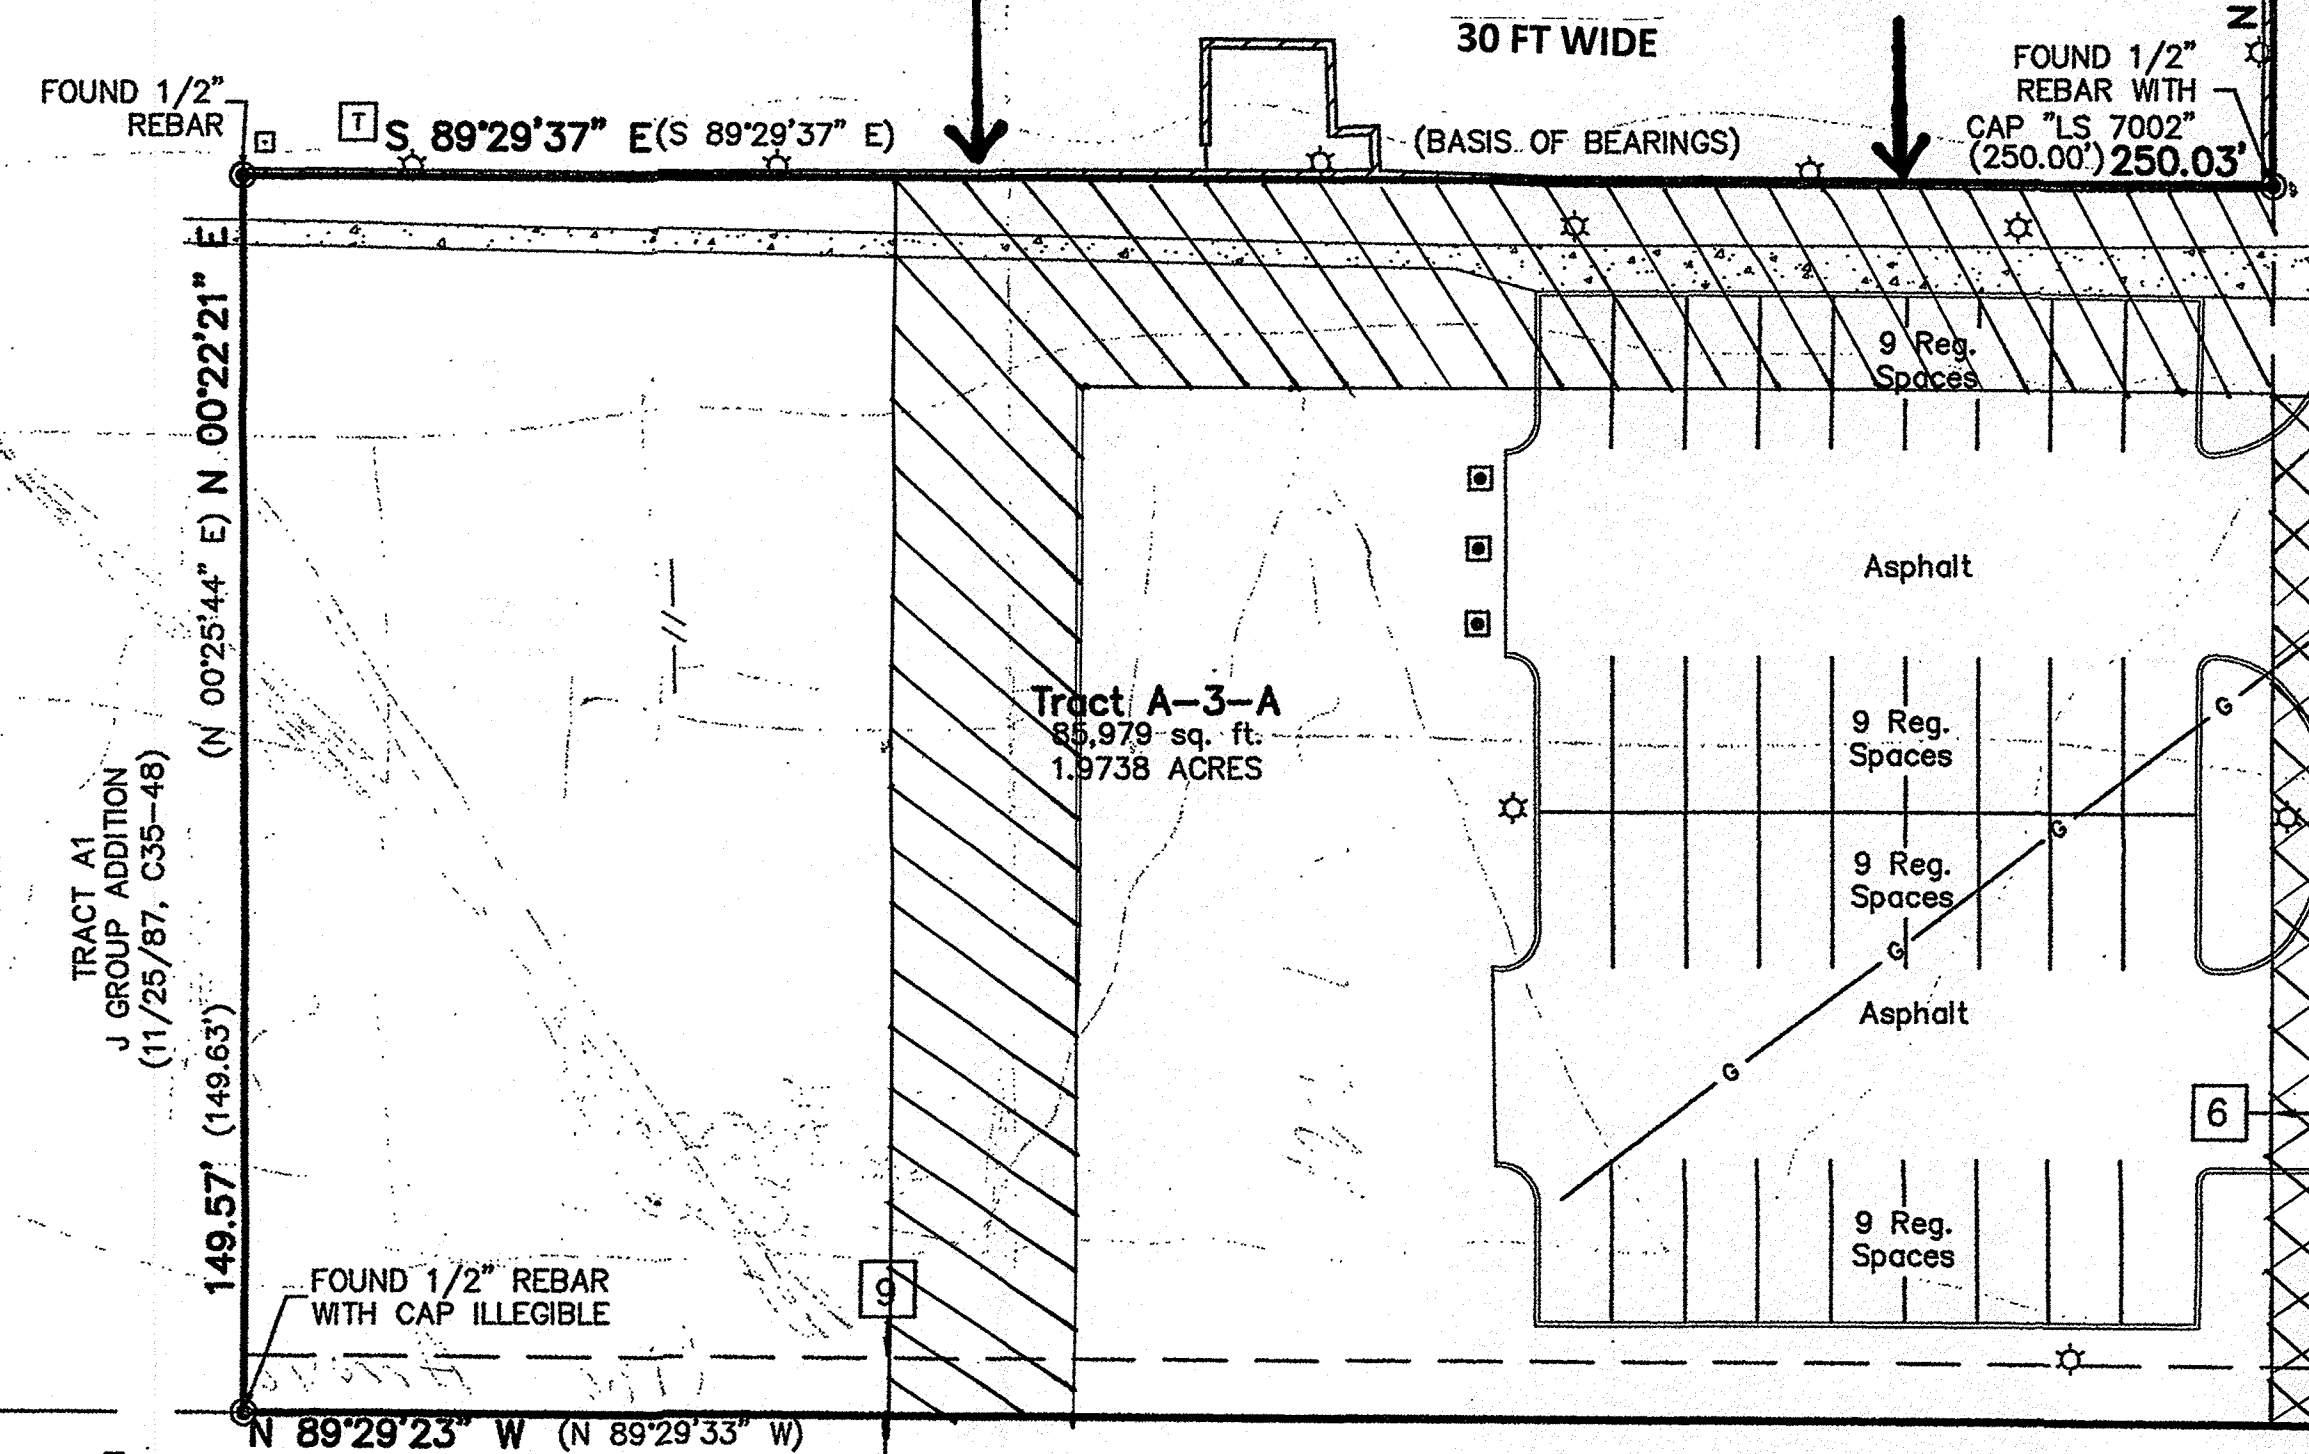 30 FT WIDE
N
FOUND 1/2"
REBAR
FOUND 1/2"
REBAR WITH
CAP "LS 7002"
T
S 89°29'37" E (S 89°29'37" E)
(BASIS OF BEARINGS)
(250.00') 250.03'
(N 00°25'44" E) N 00°22'21" E
149.57' (149.63')
TRACT A1
J GROUP ADDITION
(11/25/87, C35-48)
9 Reg.
Spaces
Asphalt
Tract A-3-A
85,979 sq. ft.
1.9738 ACRES
9 Reg.
Spaces
G
G
9 Reg.
Spaces
G
Asphalt
G
6
9 Reg.
Spaces
9
FOUND 1/2" REBAR
WITH CAP ILLEGIBLE
N 89°29'23" W (N 89°29'33" W)